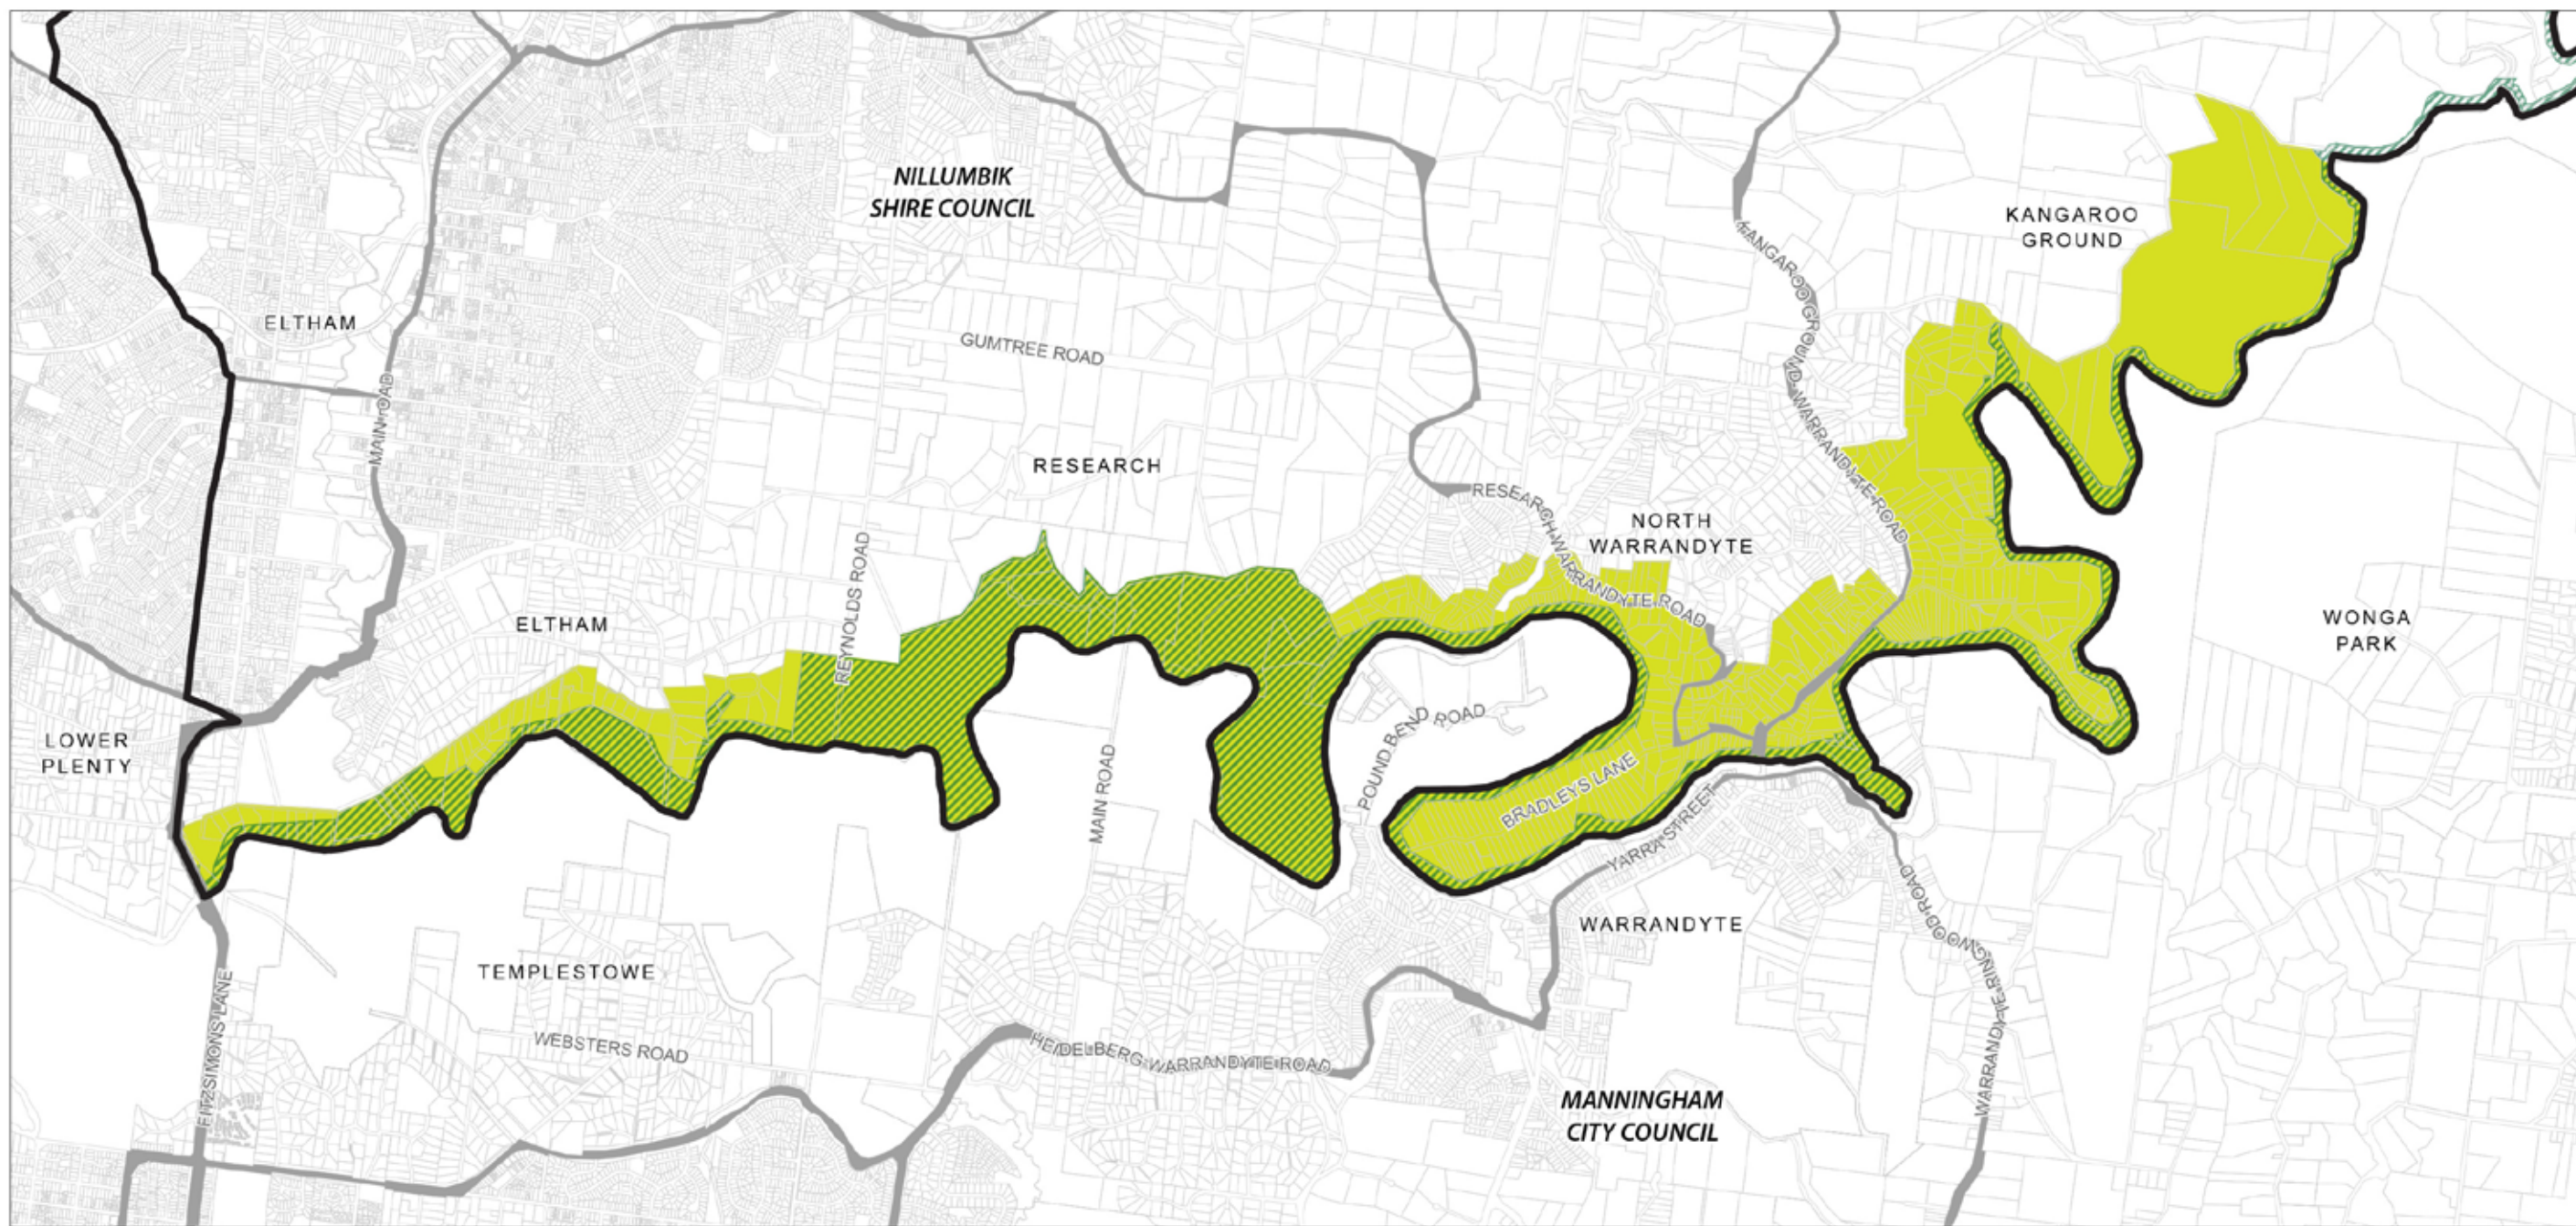 NILLUMBIK
SHIRE COUNCIL
KANGAROO
GROUND
KANGAROO GROUND-WARRANDYTE ROAD
ELTHAM
GUMTREE ROAD
MAIN ROAD
RESEARCH
RESEARCH-WARRANDYTE ROAD
NORTH
WARRANDYTE
REYNOLDS ROAD
ELTHAM
WONGA
PARK
LOWER
PLENTY
POUND BEND ROAD
MAIN ROAD
BRADLEYS LANE
YARRA STREET
WARRANDYTE
WARRANDYTE-RINGWOOD ROAD
TEMPLESTOWE
FITZSIMONS LANE
WEBSTERS ROAD
HEIDELBERG-WARRANDYTE ROAD
MANNINGHAM
CITY COUNCIL